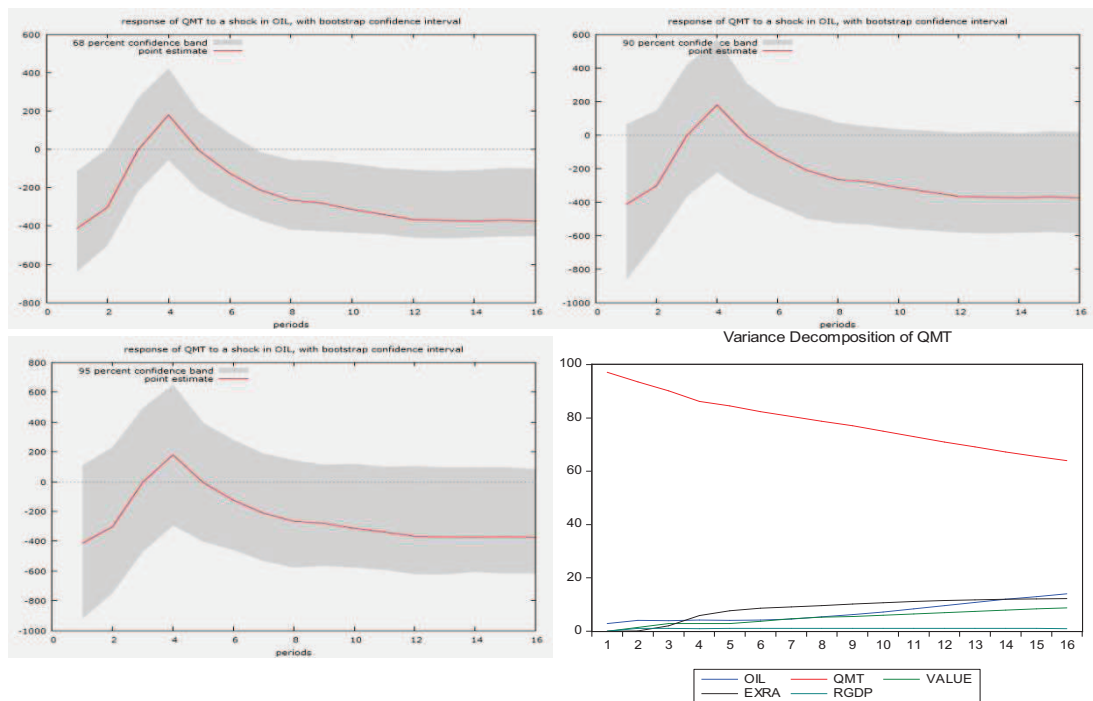 response of QMT to a shock in OIL, with bootstrap confidence interval
68 percent confidence band
point estimate
600
400
200
0
-200
-400
-600
-800
0 2 4 6 8 10 12 14 16
periods
response of QMT to a shock in OIL, with bootstrap confidence interval
90 percent confide ce band
point estimate
600
400
200
0
-200
-400
-600
-800
-1000
0 2 4 6 8 10 12 14 16
periods
response of QMT to a shock in OIL, with bootstrap confidence interval
95 percent confidence band
point estimate
800
600
400
200
0
-200
-400
-600
-800
-1000
0 2 4 6 8 10 12 14 16
periods
Variance Decomposition of QMT
100
80
60
40
20
0
1 2 3 4 5 6 7 8 9 10 11 12 13 14 15 16
OIL QMT VALUE
EXRA RGDP